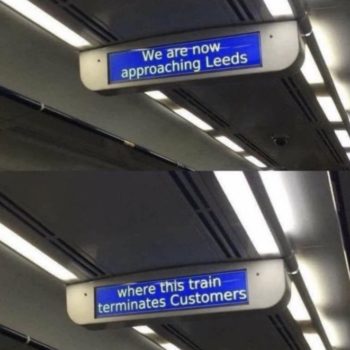 We are now
approaching Leeds
where this train
terminates Customers